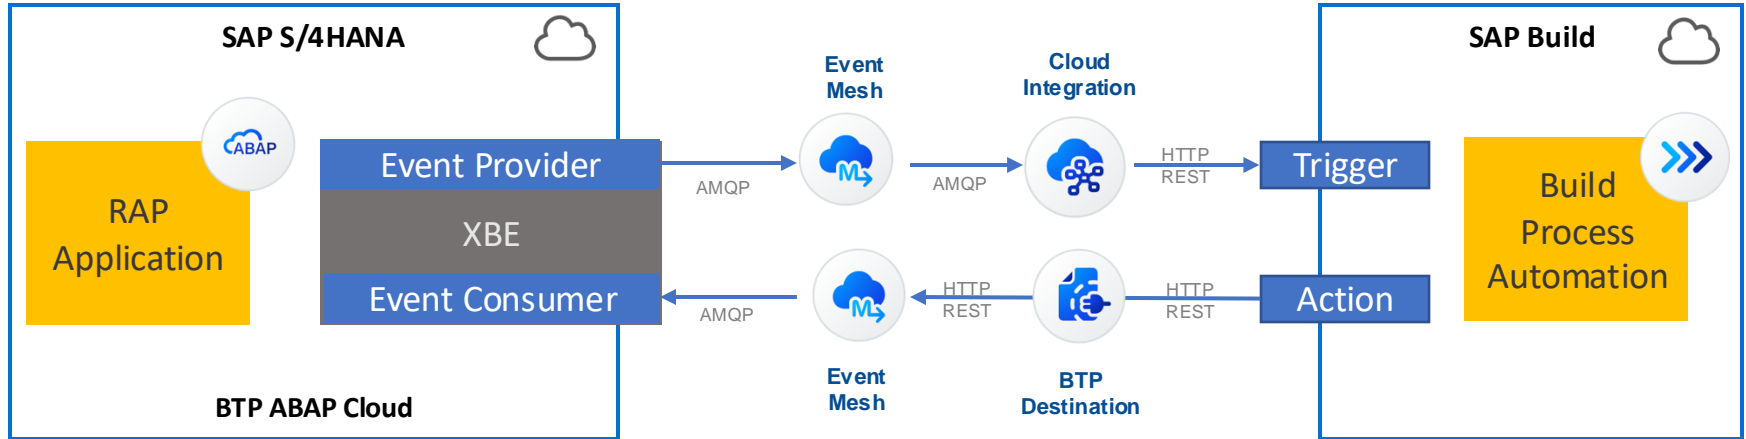 SAP S/4HANA
ABAP
RAP
Application
Event Provider
XBE
Event Consumer
BTP ABAP Cloud
Event
Mesh
M
AMQP
AMQP
Cloud
Integration
HTTP
REST
AMQP
M
Event
Mesh
HTTP
REST
BTP
Destination
HTTP
REST
SAP Build
Trigger
Action
Build
Process
Automation